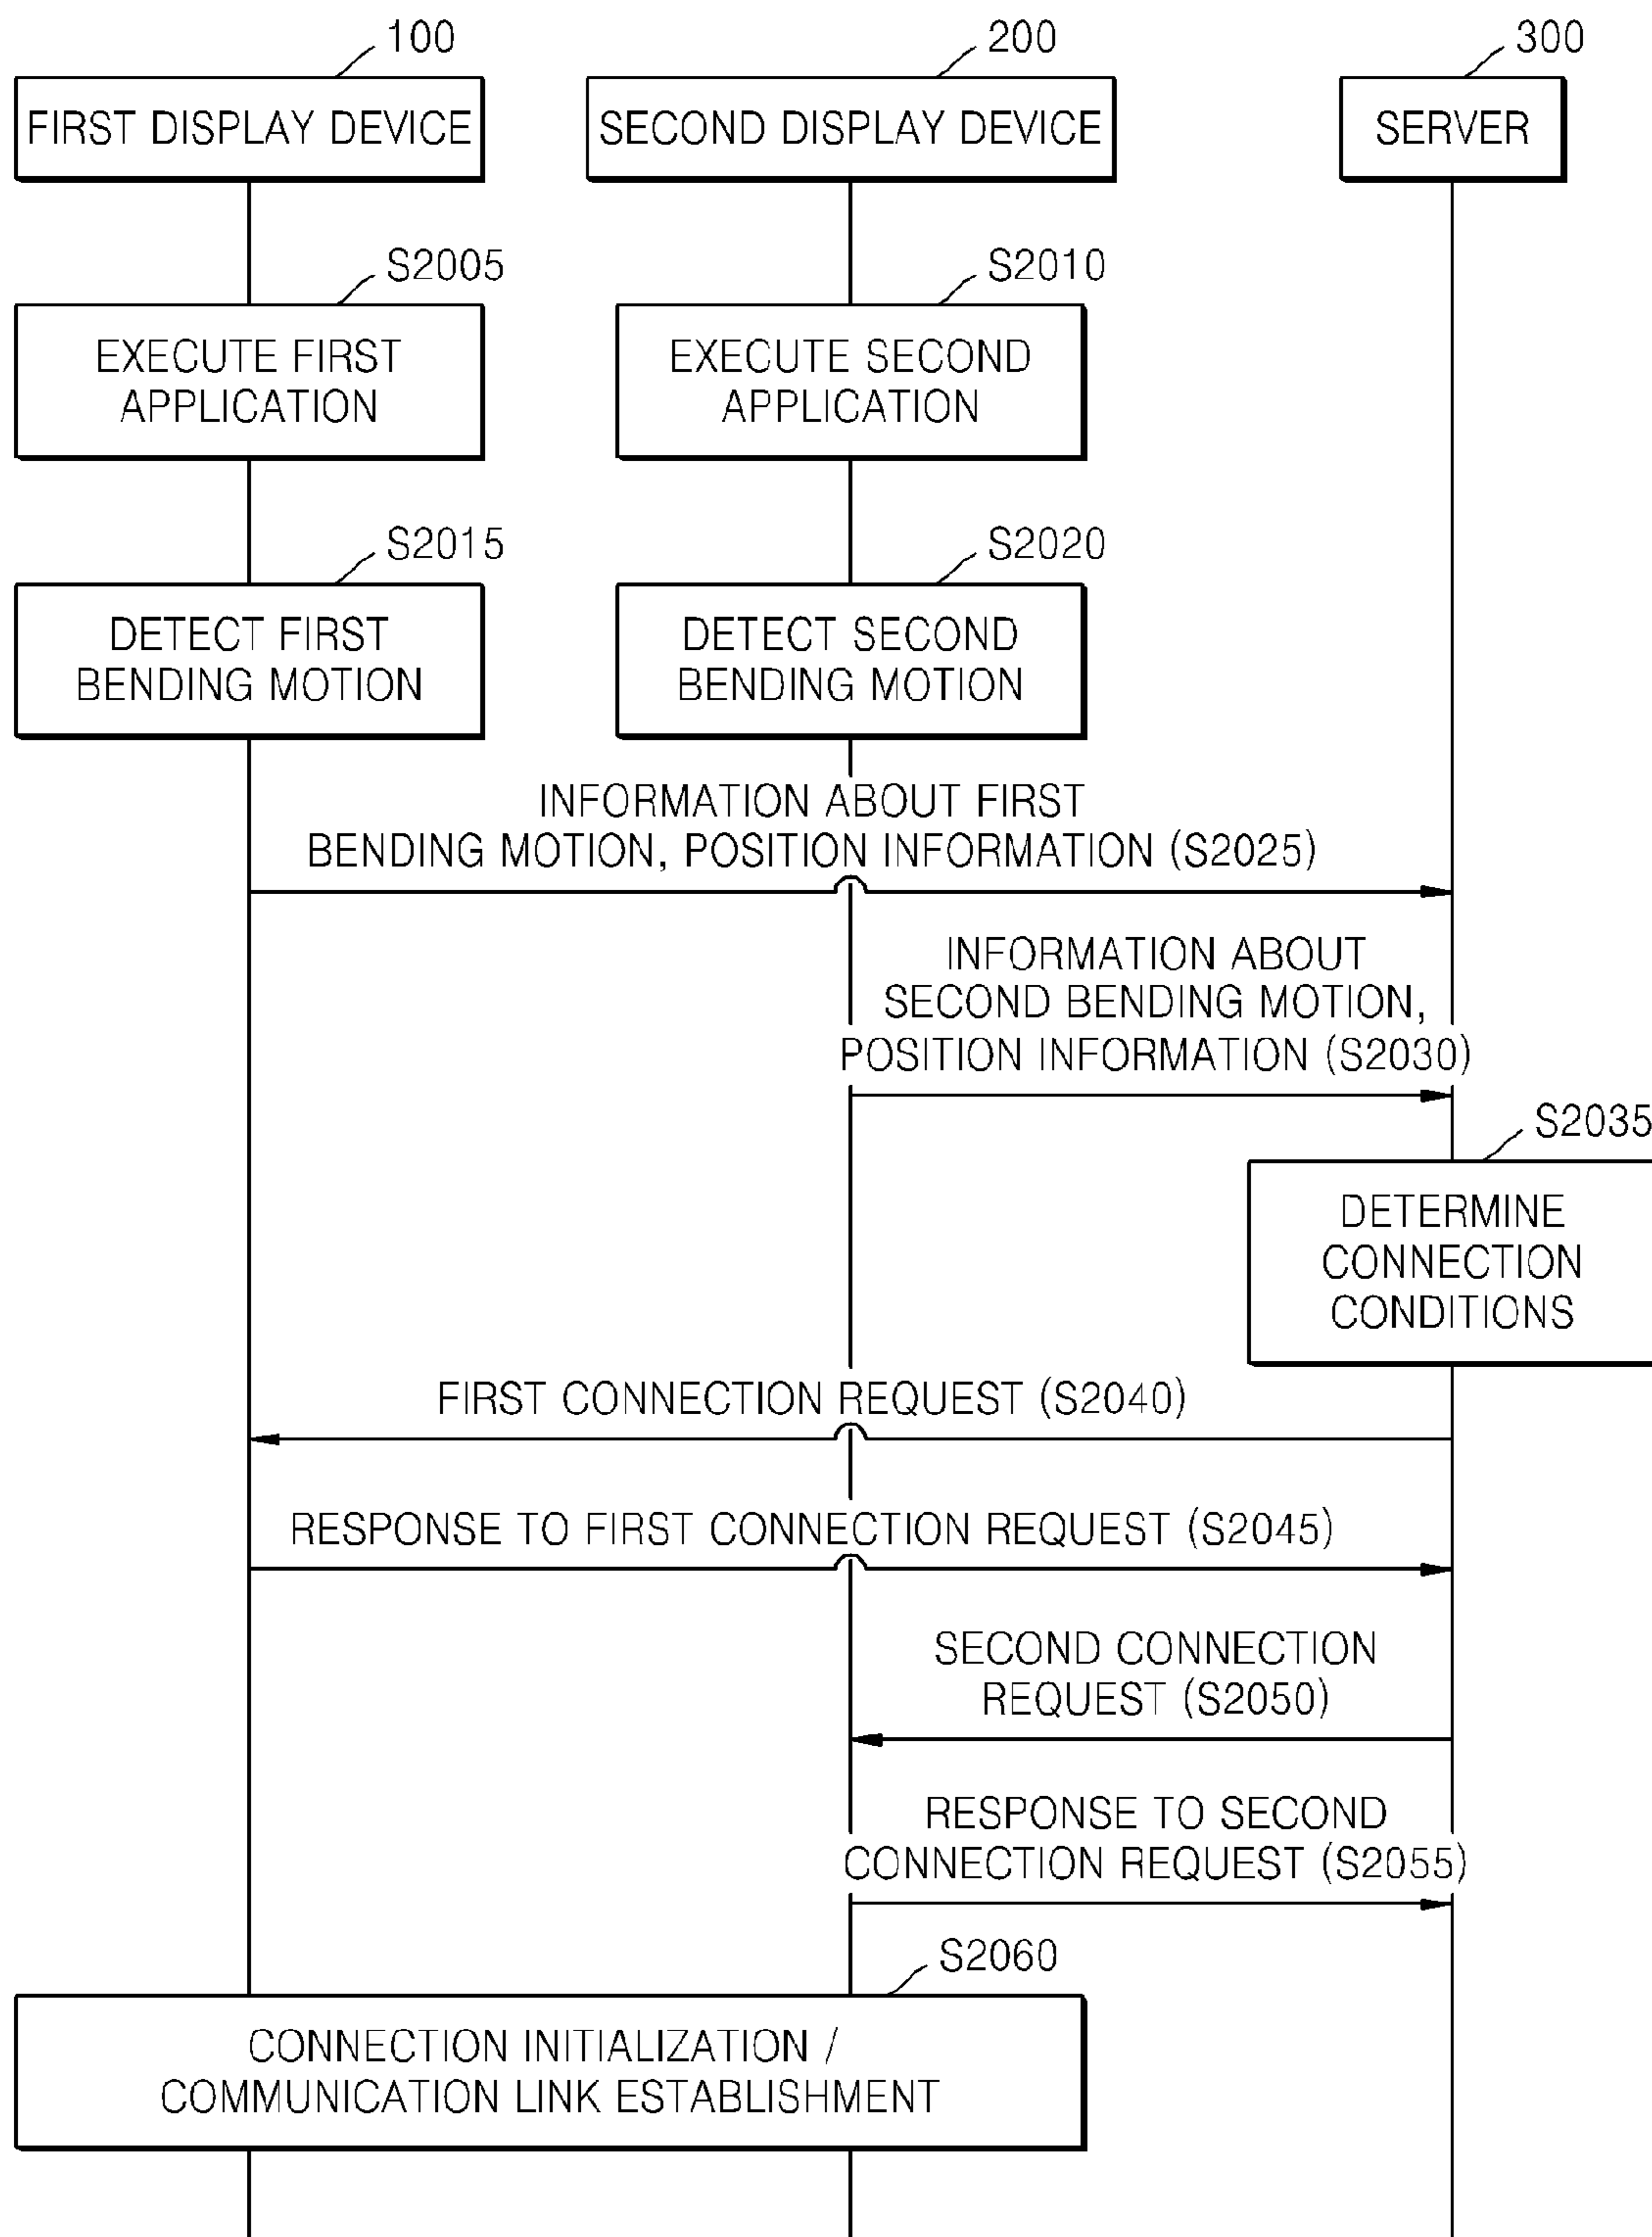 100
200
300
FIRST DISPLAY DEVICE
SECOND DISPLAY DEVICE
SERVER
S2005
S2010
EXECUTE FIRST
APPLICATION
EXECUTE SECOND
APPLICATION
S2015
S2020
DETECT FIRST
BENDING MOTION
DETECT SECOND
BENDING MOTION
INFORMATION ABOUT FIRST
BENDING MOTION, POSITION INFORMATION (S2025)
INFORMATION ABOUT
SECOND BENDING MOTION,
POSITION INFORMATION (S2030)
S2035
DETERMINE
CONNECTION
CONDITIONS
FIRST CONNECTION REQUEST (S2040)
RESPONSE TO FIRST CONNECTION REQUEST (S2045)
SECOND CONNECTION
REQUEST (S2050)
RESPONSE TO SECOND
CONNECTION REQUEST (S2055)
S2060
CONNECTION INITIALIZATION /
COMMUNICATION LINK ESTABLISHMENT